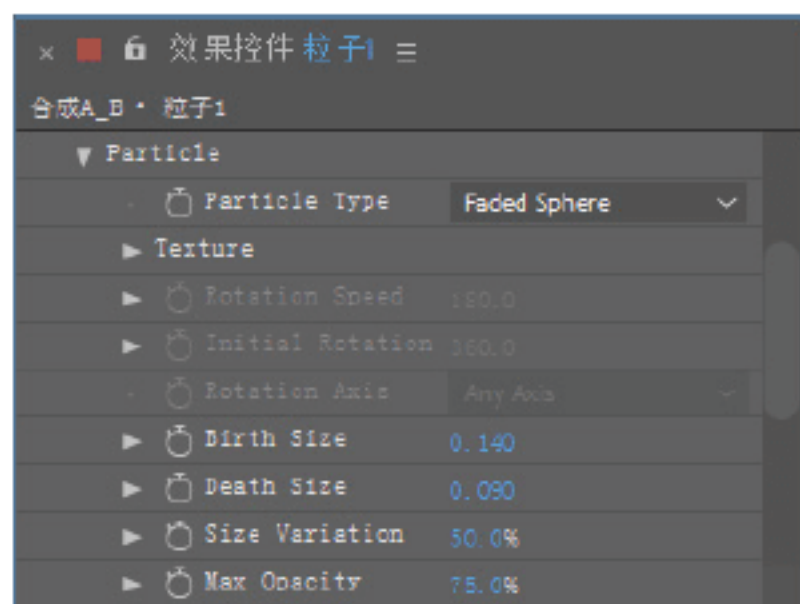 效果控件 粒子1
合成A_B • 粒子1
Particle
Particle Type Faded Sphere
Texture
Rotation Speed 180.0
Initial Rotation 360.0
Rotation Axis Any Axis
Birth Size 0.140
Death Size 0.090
Size Variation 50.0%
Max Opacity 75.0%